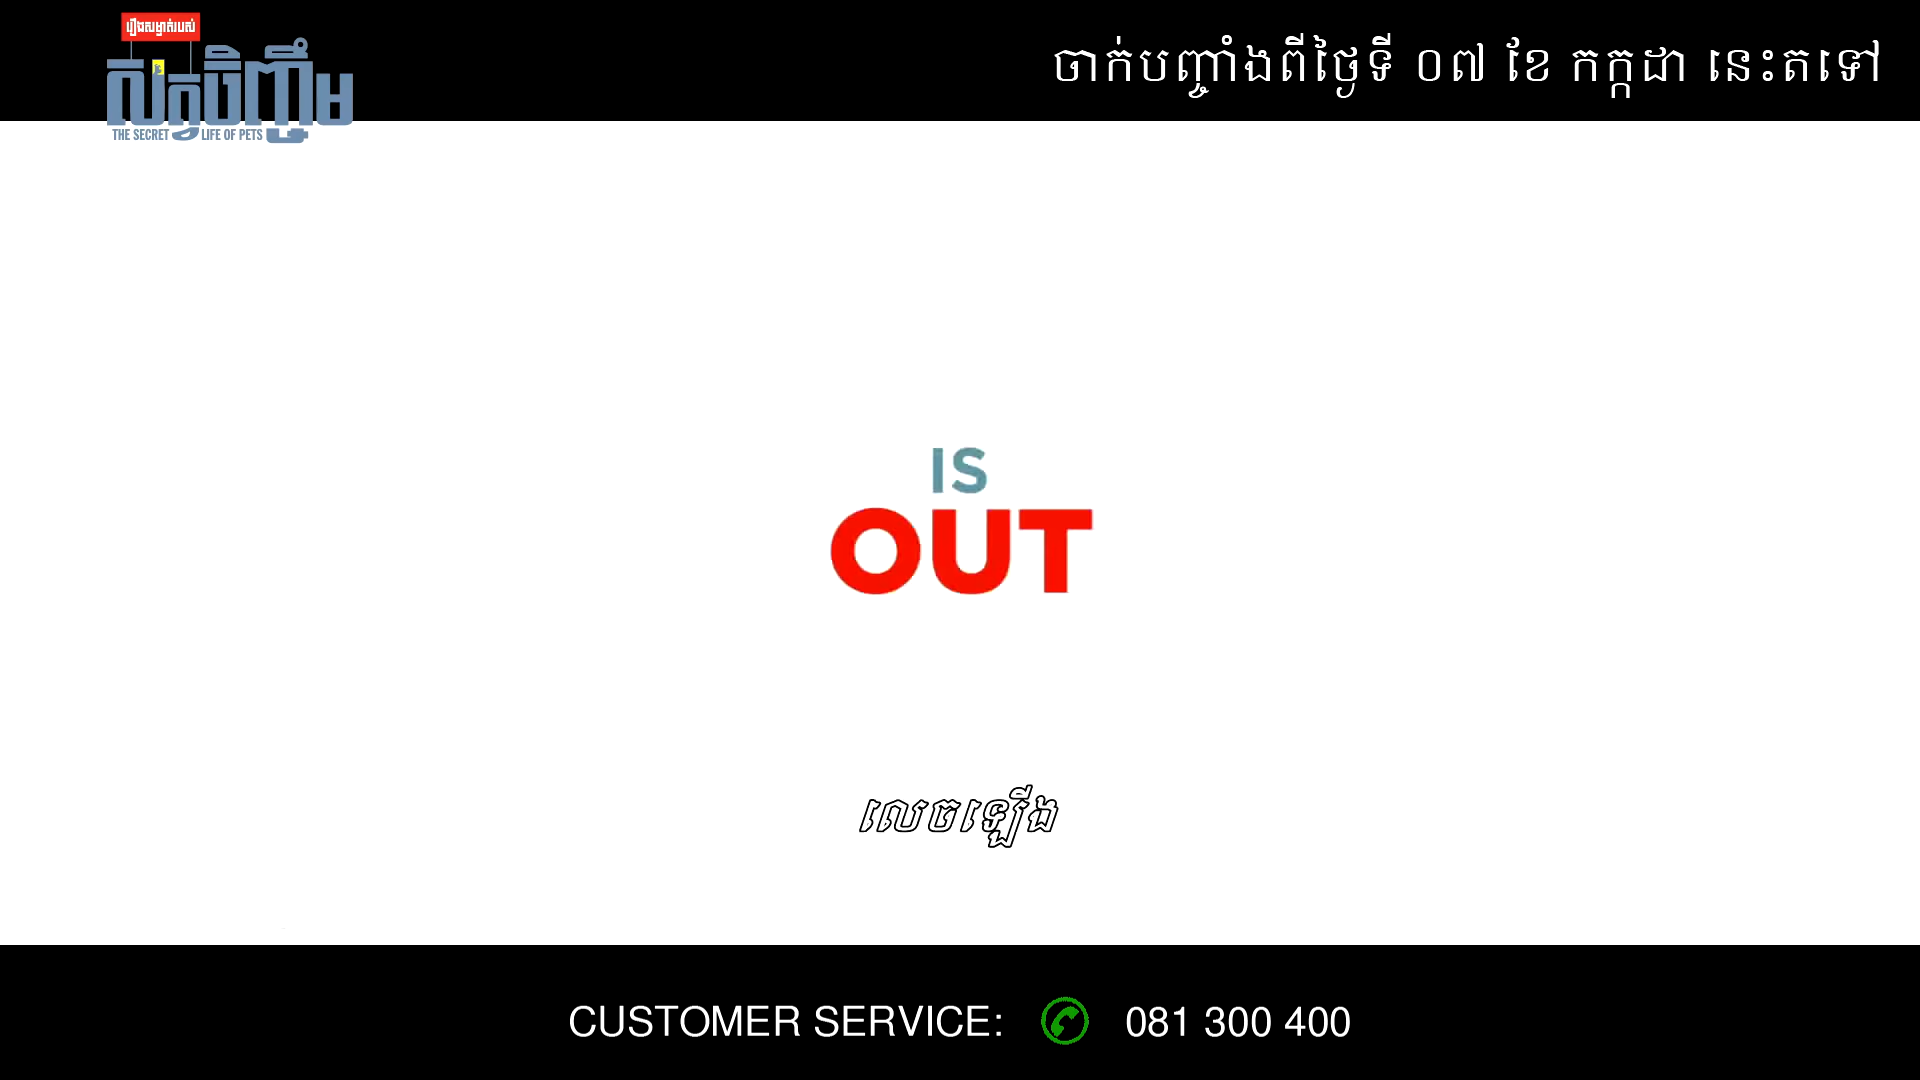 រឿងសម្ងាត់របស់
សត្វចិញ្ចឹម
THE SECRET LIFE OF PETS
ចាក់បញ្ចាំងពីថ្ងៃទី ០៧ ខែ កក្កដា នេះតទៅ
IS
OUT
លេចឡើង
CUSTOMER SERVICE: 081 300 400